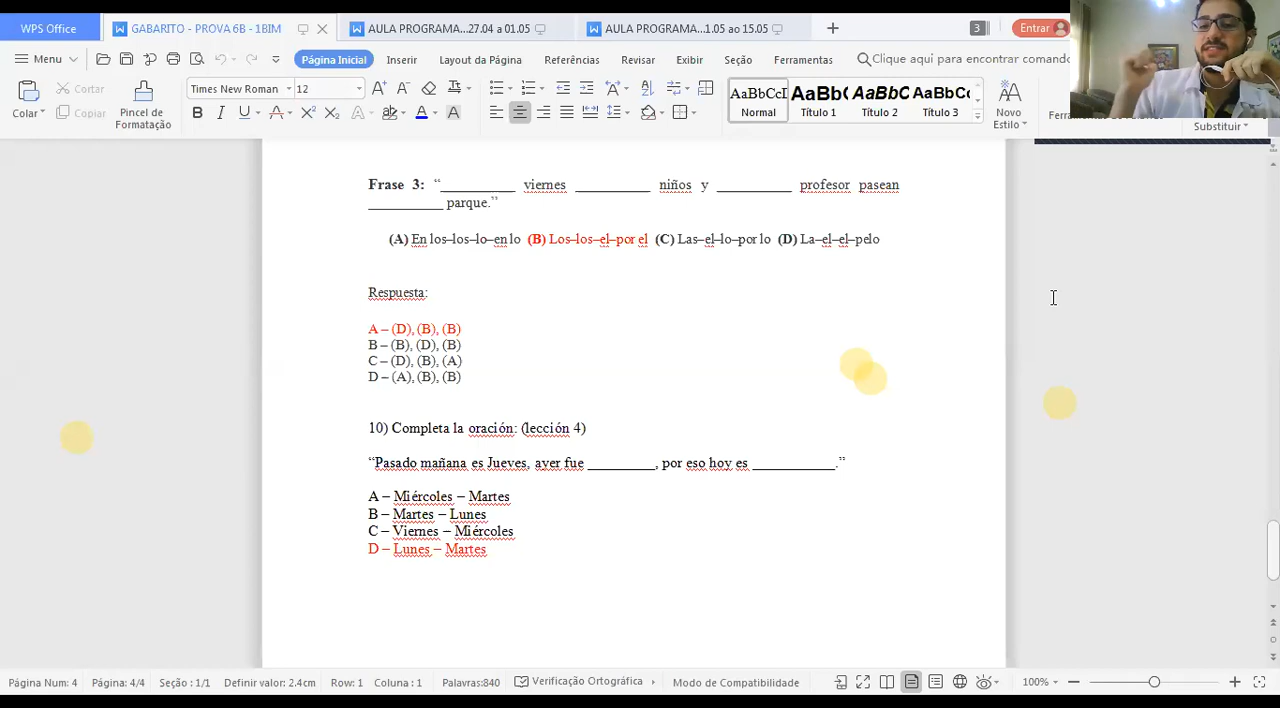 WPS Office
GABARITO - PROVA 6B - 1BIM
AULA PROGRAMA...27.04 a 01.05
AULA PROGRAMA...1.05 ao 15.05
3
Entrar
Menu
Página Inicial
Inserir
Layout da Página
Referências
Revisar
Exibir
Seção
Ferramentas
Clique aqui para encontrar comando
Colar
Cortar
Copiar
Pincel de Formatação
Times New Roman
12
AaBbCcI
Normal
AaBb(
Título 1
AaBbC
Título 2
AaBbC(
Título 3
Novo Estilo
Substituir
Frase 3: “__________ viernes __________ niños y __________ profesor pasean
__________ parque.”
(A) En los–los–lo–en lo (B) Los–los–el–por el (C) Las–el–lo–por lo (D) La–el–el–pelo
Respuesta:
A – (D), (B), (B)
B – (B), (D), (B)
C – (D), (B), (A)
D – (A), (B), (B)
10) Completa la oración: (lección 4)
“Pasado mañana es Jueves, ayer fue _________, por eso hoy es ___________.”
A – Miércoles – Martes
B – Martes – Lunes
C – Viernes – Miércoles
D – Lunes – Martes
Página Num: 4
Página: 4/4
Seção : 1/1
Definir valor: 2.4cm
Row: 1
Coluna : 1
Palavras:840
Verificação Ortográfica
Modo de Compatibilidade
100%